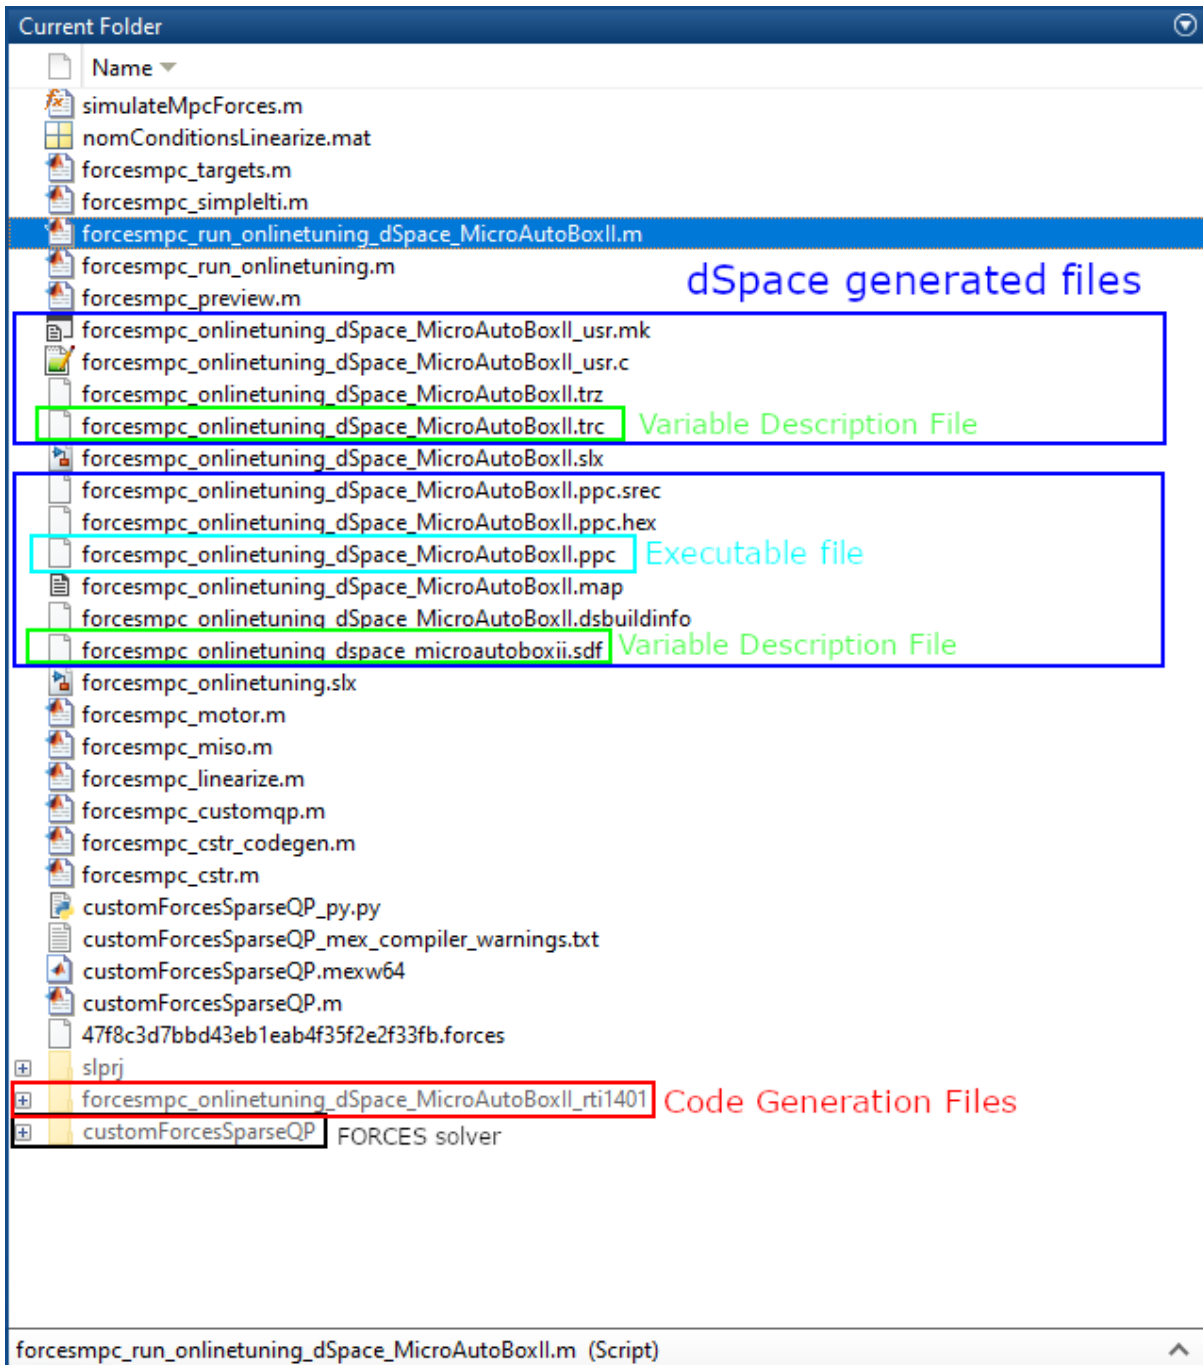 Current Folder
Name
simulateMpcForces.m
nomConditionsLinearize.mat
forcesmpc_targets.m
forcesmpc_simplelti.m
forcesmpc_run_onlinetuning_dSpace_MicroAutoBoxII.m
forcesmpc_run_onlinetuning.m
dSpace generated files
forcesmpc_preview.m
forcesmpc_onlinetuning_dSpace_MicroAutoBoxII_usr.mk
forcesmpc_onlinetuning_dSpace_MicroAutoBoxII_usr.c
forcesmpc_onlinetuning_dSpace_MicroAutoBoxII.trz
forcesmpc_onlinetuning_dSpace_MicroAutoBoxII.trc Variable Description File
forcesmpc_onlinetuning_dSpace_MicroAutoBoxII.slx
forcesmpc_onlinetuning_dSpace_MicroAutoBoxII.ppc.srec
forcesmpc_onlinetuning_dSpace_MicroAutoBoxII.ppc.hex
forcesmpc_onlinetuning_dSpace_MicroAutoBoxII.ppc Executable file
forcesmpc_onlinetuning_dSpace_MicroAutoBoxII.map
forcesmpc_onlinetuning_dSpace_MicroAutoBoxII.dsbuildinfo
forcesmpc_onlinetuning_dspace_microautoboxii.sdf Variable Description File
forcesmpc_onlinetuning.slx
forcesmpc_motor.m
forcesmpc_miso.m
forcesmpc_linearize.m
forcesmpc_customqp.m
forcesmpc_cstr_codegen.m
forcesmpc_cstr.m
customForcesSparseQP_py.py
customForcesSparseQP_mex_compiler_warnings.txt
customForcesSparseQP.mexw64
customForcesSparseQP.m
47f8c3d7bbd43eb1eab4f35f2e2f33fb.forces
slprj
forcesmpc_onlinetuning_dSpace_MicroAutoBoxII_rti1401 Code Generation Files
customForcesSparseQP FORCES solver
forcesmpc_run_onlinetuning_dSpace_MicroAutoBoxII.m (Script)